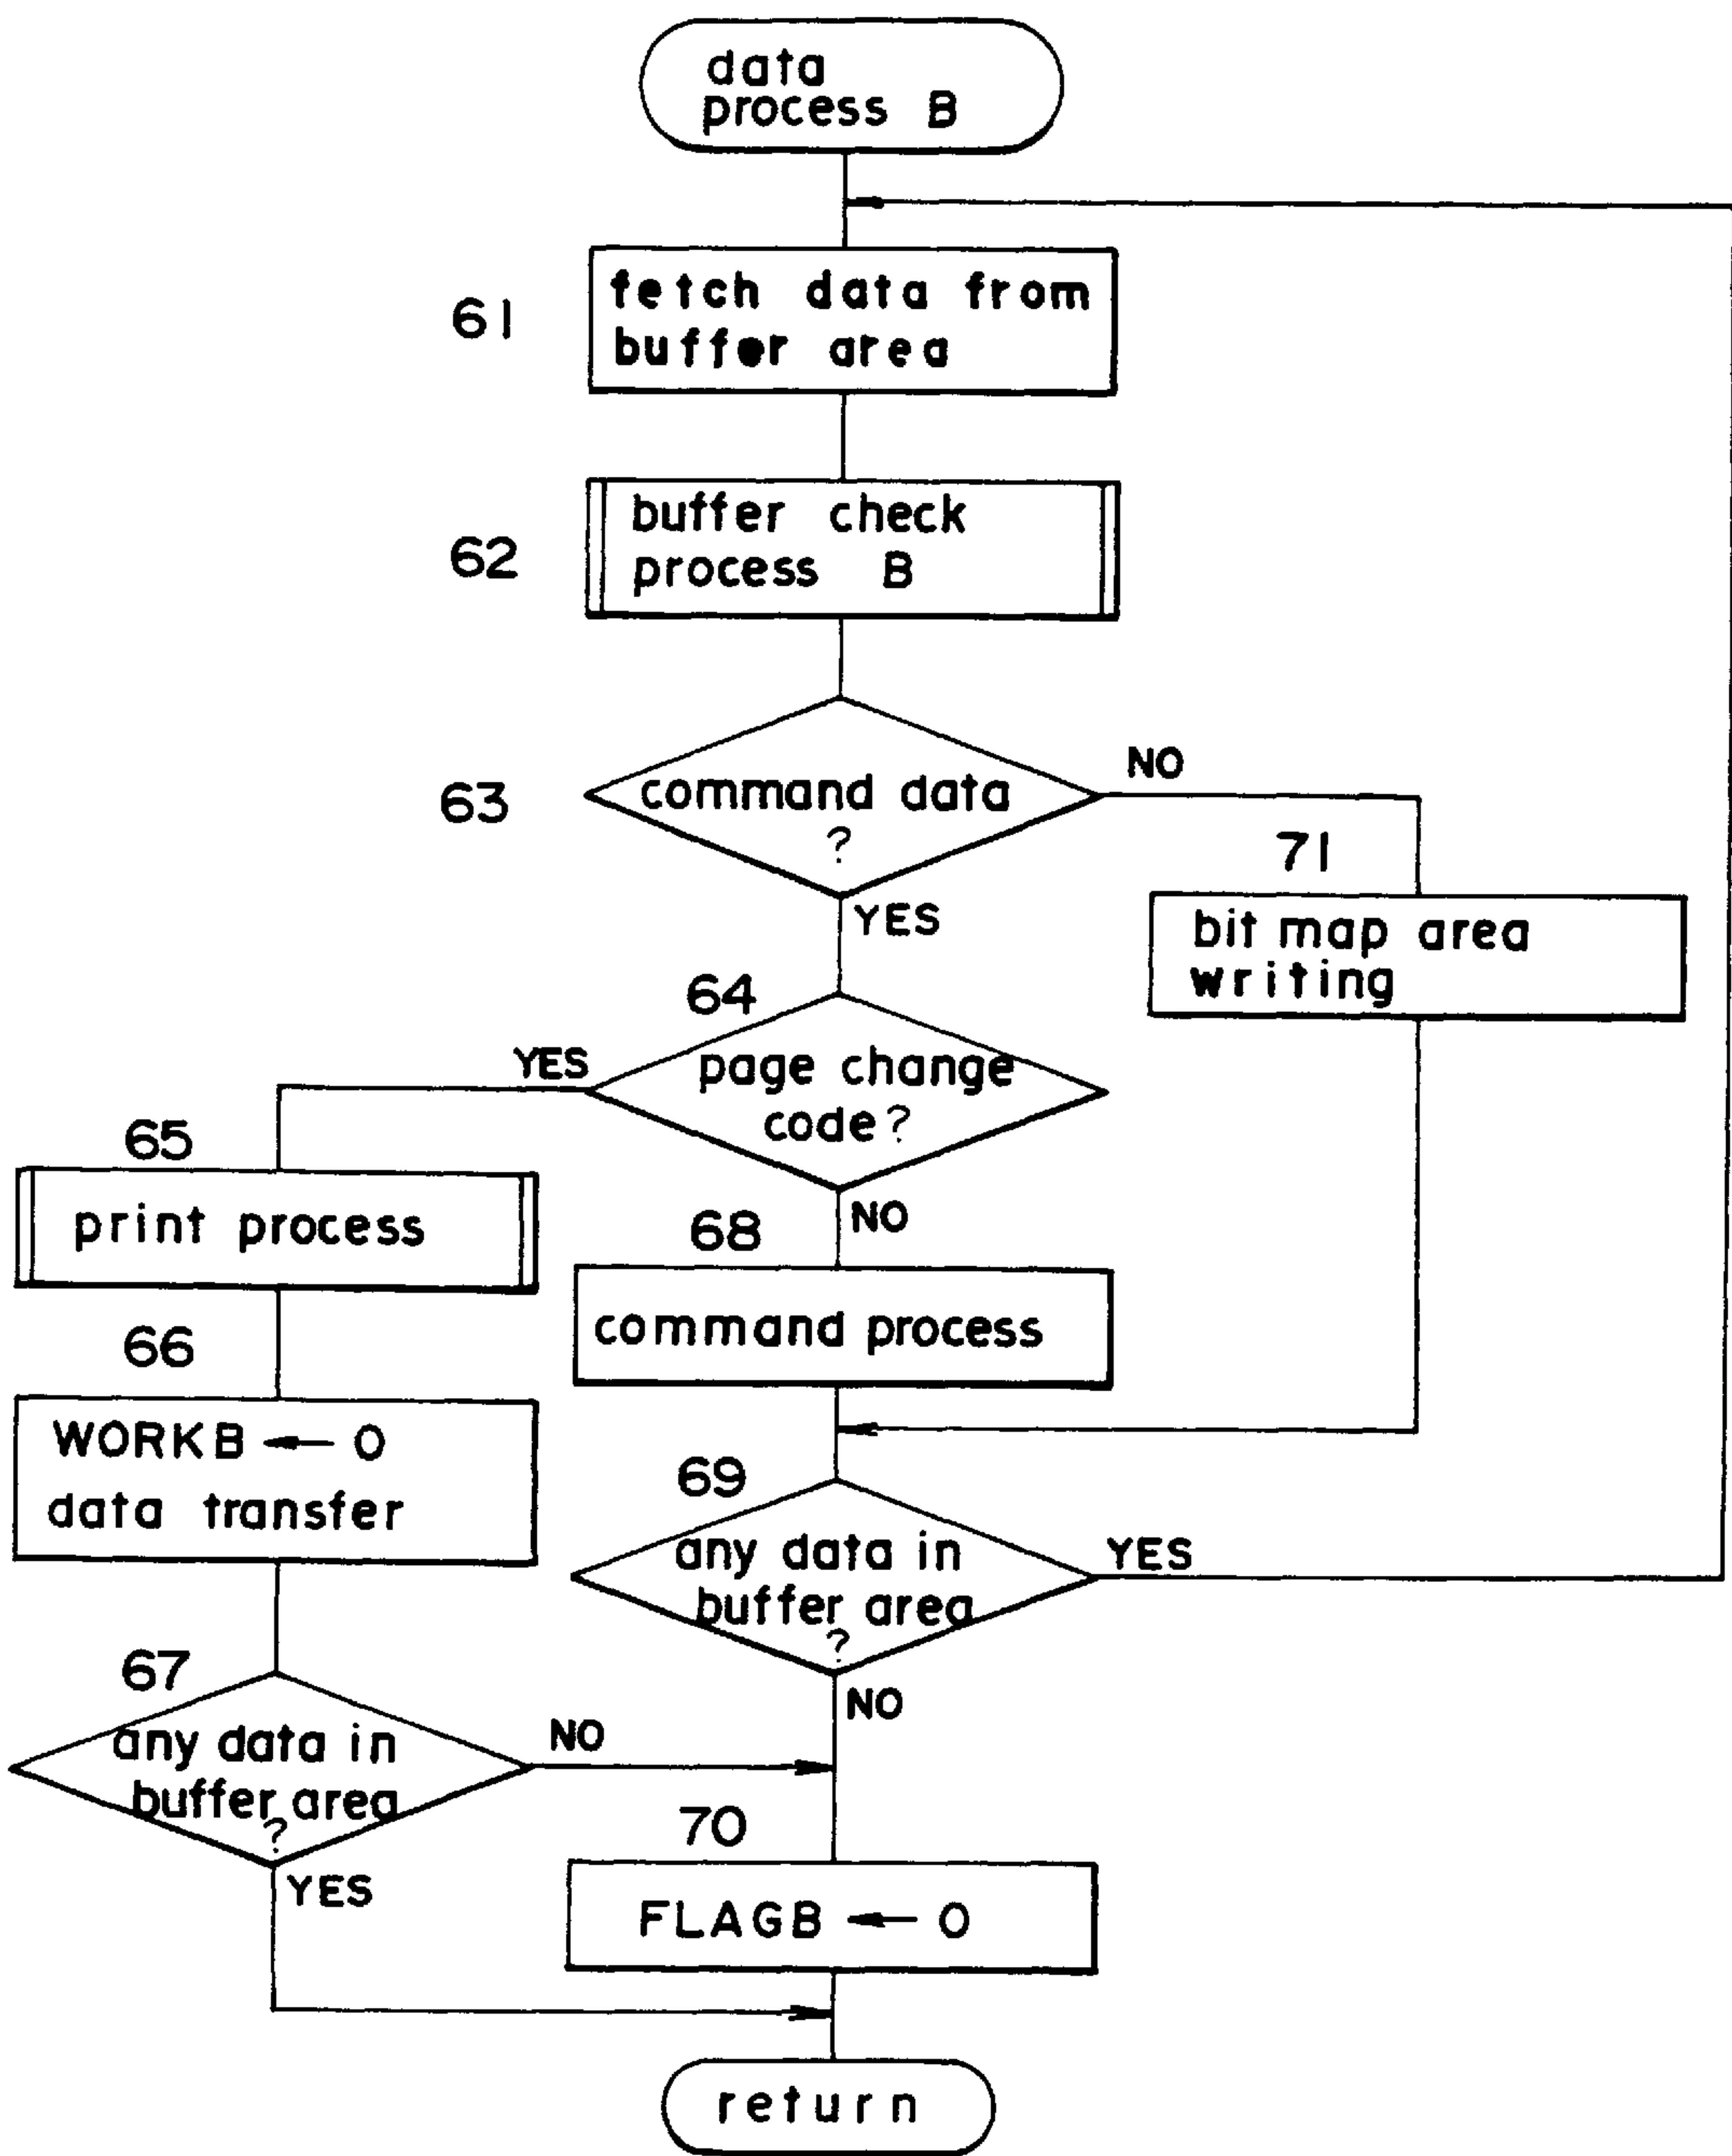 data
process B
61
fetch data from
buffer area
62
buffer check
process B
63
command data
?
NO
YES
71
bit map area
writing
64
page change
code?
YES
NO
65
print process
68
command process
66
WORKB ← 0
data transfer
69
any data in
buffer area
?
YES
NO
67
any data in
buffer area
?
NO
YES
70
FLAGB ← 0
return